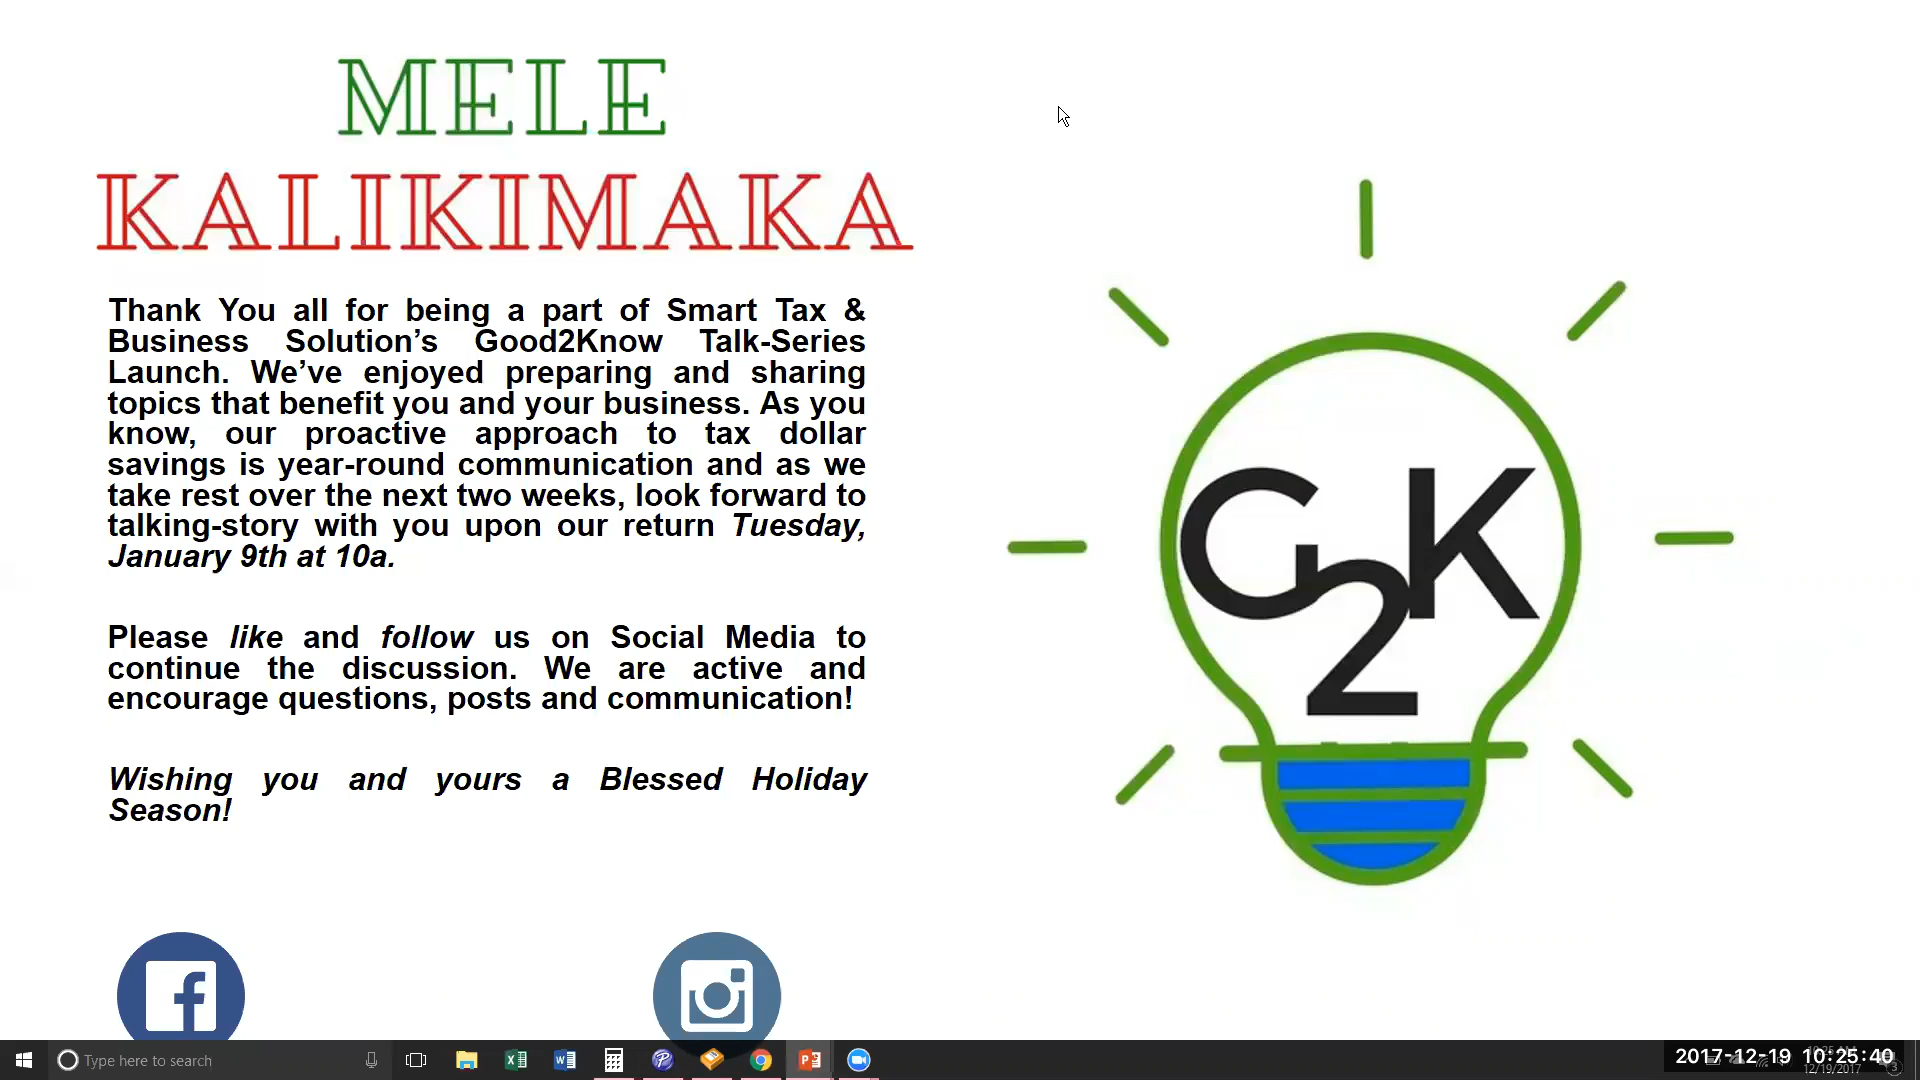 MELE
KALIKIMAKA
Thank You all for being a part of Smart Tax &
Business Solution’s Good2Know Talk-Series
Launch. We’ve enjoyed preparing and sharing
topics that benefit you and your business. As you
know, our proactive approach to tax dollar
savings is year-round communication and as we
take rest over the next two weeks, look forward to
talking-story with you upon our return Tuesday,
January 9th at 10a.
Please like and follow us on Social Media to
continue the discussion. We are active and
encourage questions, posts and communication!
Wishing you and yours a Blessed Holiday
Season!
G2K
Type here to search
2017-12-19 10:25:40
12/19/2017